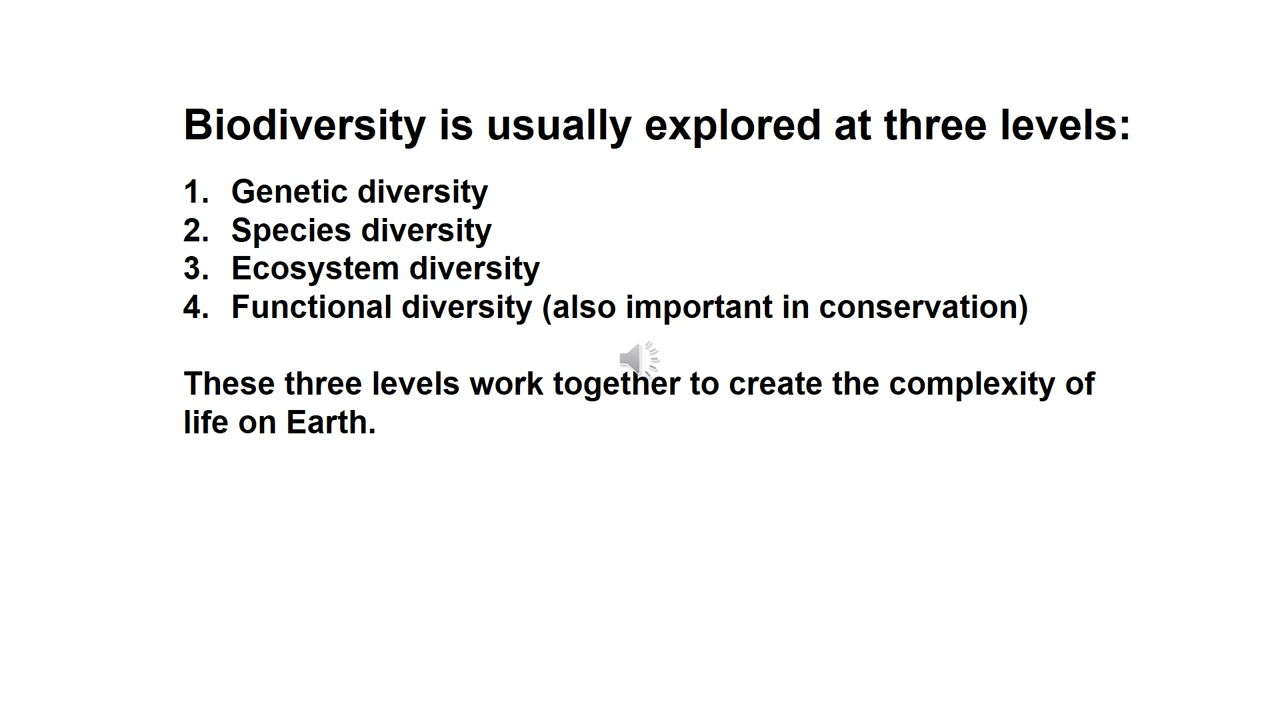 Biodiversity is usually explored at three levels:
1. Genetic diversity
2. Species diversity
3. Ecosystem diversity
4. Functional diversity (also important in conservation)
These three levels work together to create the complexity of
life on Earth.